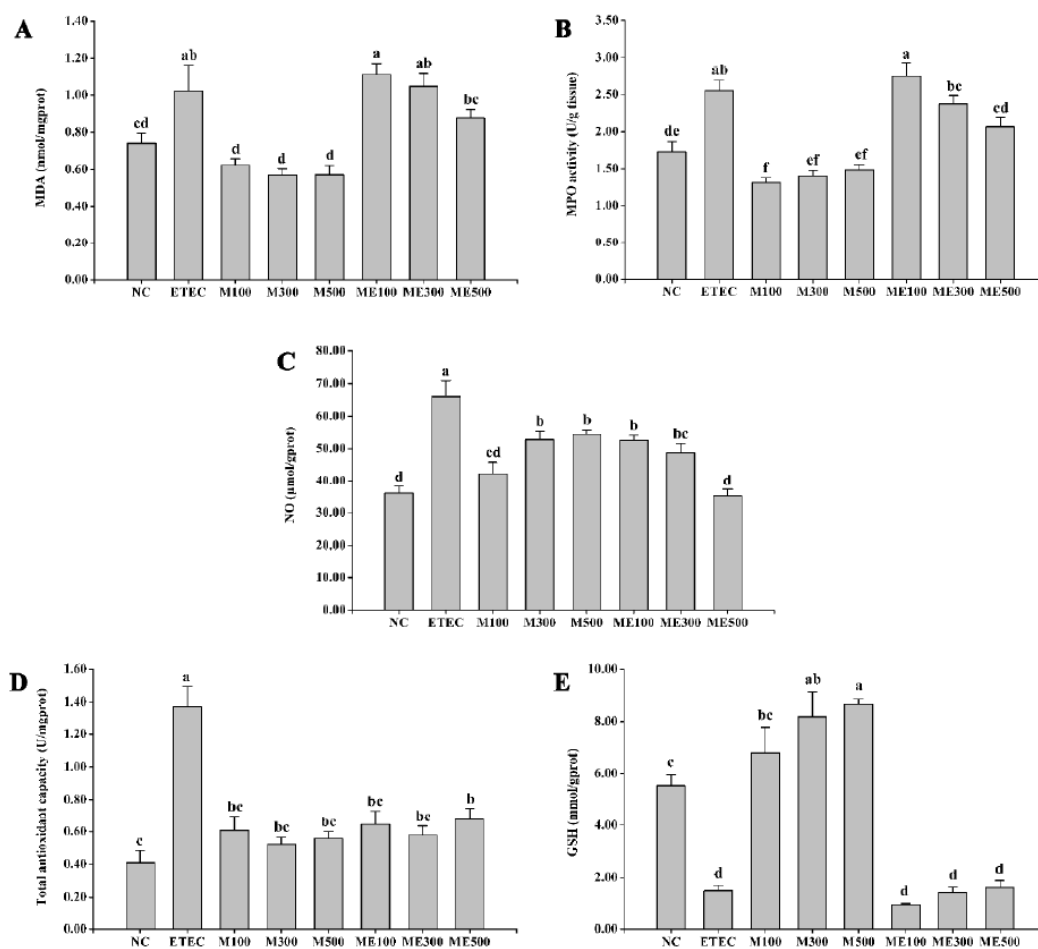 A
MDA (nmol/mgprot)
1.40
1.20
1.00
0.80
0.60
0.40
0.20
0.00
cd ab d d d a ab bc
NC ETEC M100 M300 M500 ME100 ME300 ME500
B
MPO activity (U/g tissue)
3.50
3.00
2.50
2.00
1.50
1.00
0.50
0.00
de ab f ef ef a bc cd
NC ETEC M100 M300 M500 ME100 ME300 ME500
C
NO (μmol/gprot)
80.00
70.00
60.00
50.00
40.00
30.00
20.00
10.00
0.00
d a cd b b b bc d
NC ETEC M100 M300 M500 ME100 ME300 ME500
D
Total antioxidant capacity (U/mgprot)
1.60
1.40
1.20
1.00
0.80
0.60
0.40
0.20
0.00
c a bc bc bc bc bc b
NC ETEC M100 M300 M500 ME100 ME300 ME500
E
GSH (mmol/gprot)
10.00
8.00
6.00
4.00
2.00
0.00
c d bc ab a d d d
NC ETEC M100 M300 M500 ME100 ME300 ME500